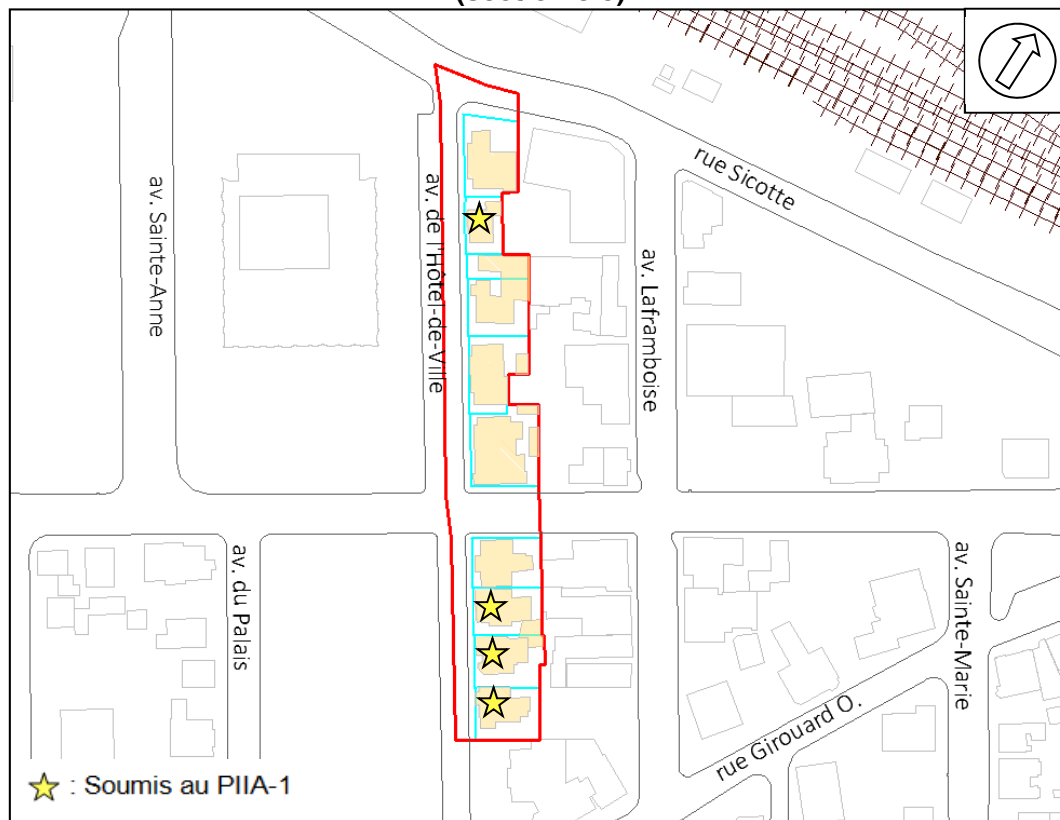 rue Sicotte
av. Sainte-Anne
av. de l'Hôtel-de-Ville
av. Laframboise
av. du Palais
av. Sainte-Marie
rue Girouard O.
: Soumis au PIIA-1